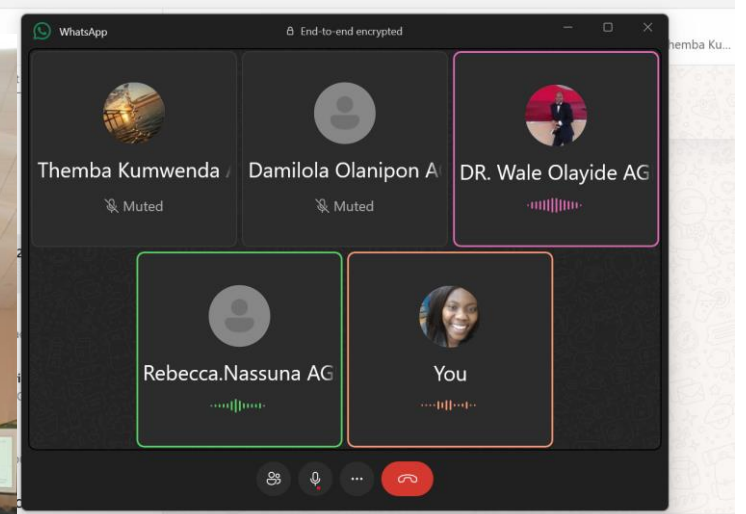 WhatsApp
End-to-end encrypted
hemba Ku...
Themba Kumwenda
Muted
Damilola Olanipon A
Muted
DR. Wale Olayide AG
Rebecca.Nassuna AG
You